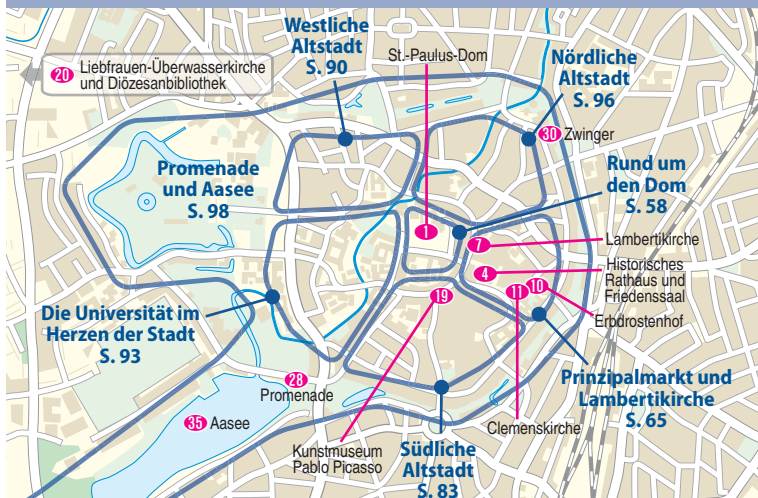 Westliche
Altstadt
S. 90
St.-Paulus-Dom
Nördliche
Altstadt
S. 96
20 Liebfrauen-Überwasserkirche
und Diözesanbibliothek
30 Zwinger
Promenade
und Aasee
S. 98
Rund um
den Dom
S. 58
1
7
Lambertikirche
4
Historisches
Rathaus und
Friedenssaal
19
11
10
Erbdrostenhof
Die Universität im
Herzen der Stadt
S. 93
28
Promenade
Prinzipalmarkt und
Lambertikirche
S. 65
35 Aasee
Clemenskirche
Kunstmuseum
Pablo Picasso
Südliche
Altstadt
S. 83